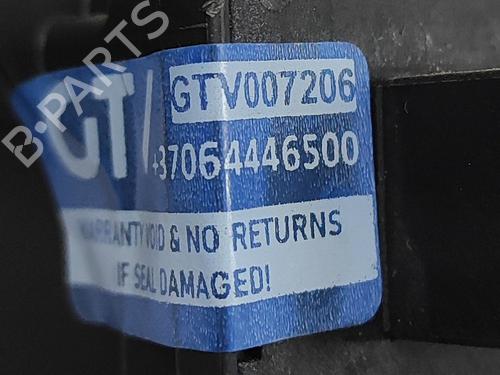 B-PARTS
GT/
GTV007206
+37064446500
WARRANTY VOID & NO RETURNS
IF SEAL DAMAGED!